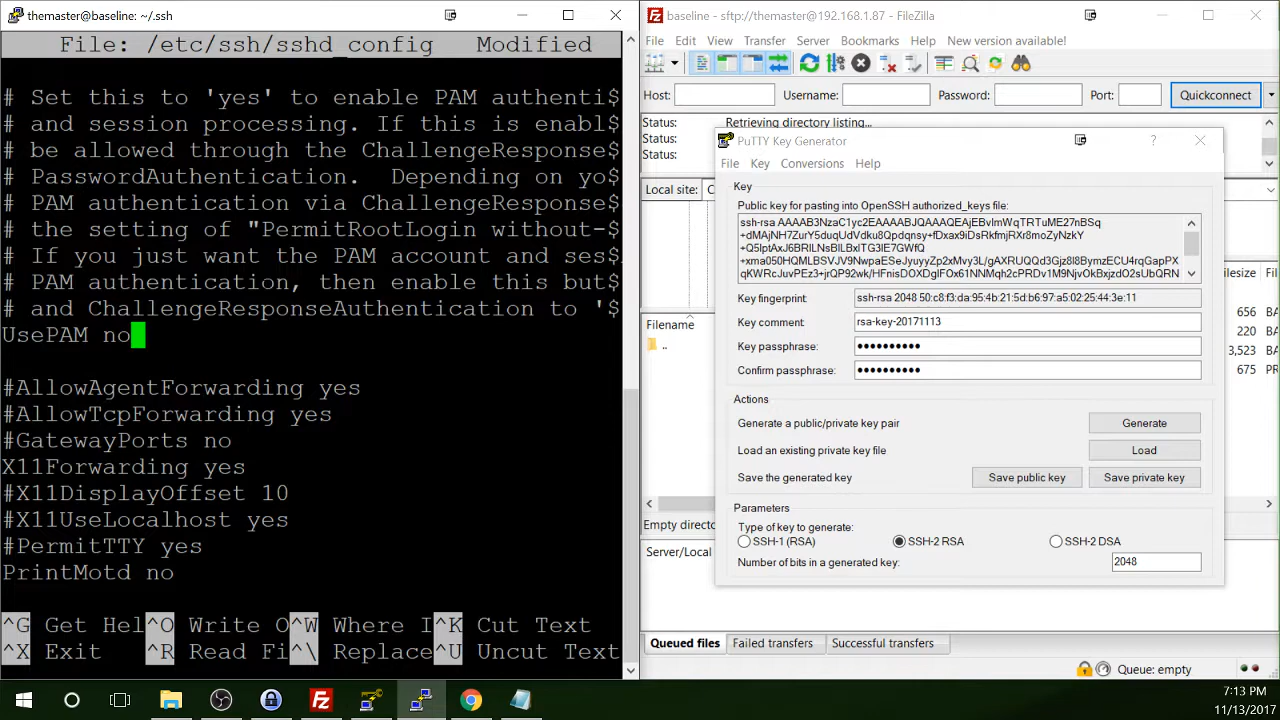 themaster@baseline: ~/.ssh
File: /etc/ssh/sshd_config Modified
# Set this to 'yes' to enable PAM authenti$
# and session processing. If this is enabl$
# be allowed through the ChallengeResponse$
# PasswordAuthentication.  Depending on yo$
# PAM authentication via ChallengeResponse$
# the setting of "PermitRootLogin without-$
# If you just want the PAM account and ses$
# PAM authentication, then enable this but$
# and ChallengeResponseAuthentication to '$
UsePAM no
#AllowAgentForwarding yes
#AllowTcpForwarding yes
#GatewayPorts no
X11Forwarding yes
#X11DisplayOffset 10
#X11UseLocalhost yes
#PermitTTY yes
PrintMotd no
^G Get Hel^O Write O^W Where I^K Cut Text
^X Exit ^R Read Fi^\ Replace^U Uncut Text
baseline - sftp://themaster@192.168.1.87 - FileZilla
File Edit View Transfer Server Bookmarks Help New version available!
Host: Username: Password: Port: Quickconnect
Status: Retrieving directory listing...
Status:
Status:
Local site:
Filename
..
Empty directo
Server/Local
filesize
656
220
3,523
675
PuTTY Key Generator
File Key Conversions Help
Key
Public key for pasting into OpenSSH authorized_keys file:
Key fingerprint: ssh-rsa 2048 50:c8:f3:da:95:4b:21:5d:b6:97:a5:02:25:44:3e:11
Key comment: rsa-key-20171113
Key passphrase: ●●●●●●●●●●
Confirm passphrase: ●●●●●●●●●●
Actions
Generate a public/private key pair Generate
Load an existing private key file Load
Save the generated key Save public key Save private key
Parameters
Type of key to generate:
SSH-1 (RSA) SSH-2 RSA SSH-2 DSA
Number of bits in a generated key: 2048
Queued files Failed transfers Successful transfers
Queue: empty
7:13 PM
11/13/2017